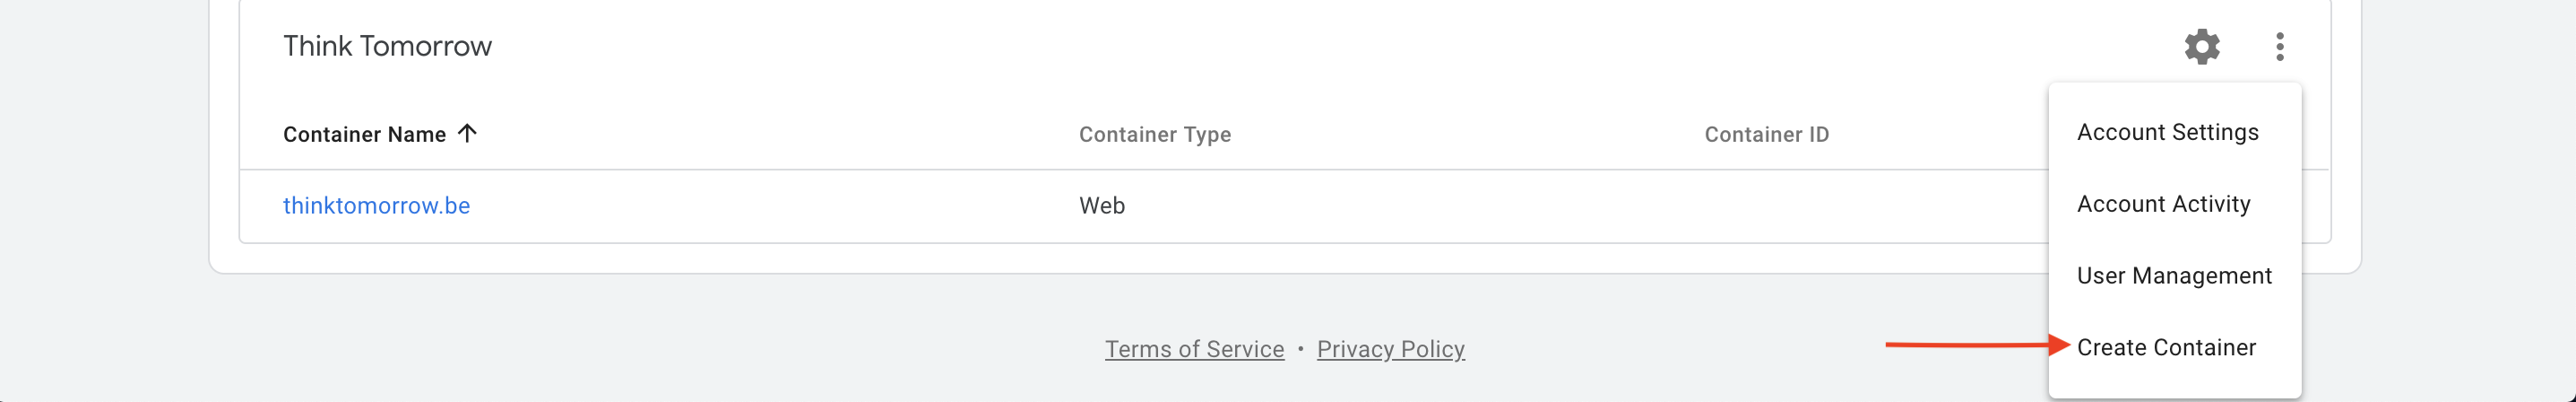 Think Tomorrow
Container Name Container Type Container ID
thinktomorrow.be Web
Account Settings
Account Activity
User Management
Create Container
Terms of Service • Privacy Policy